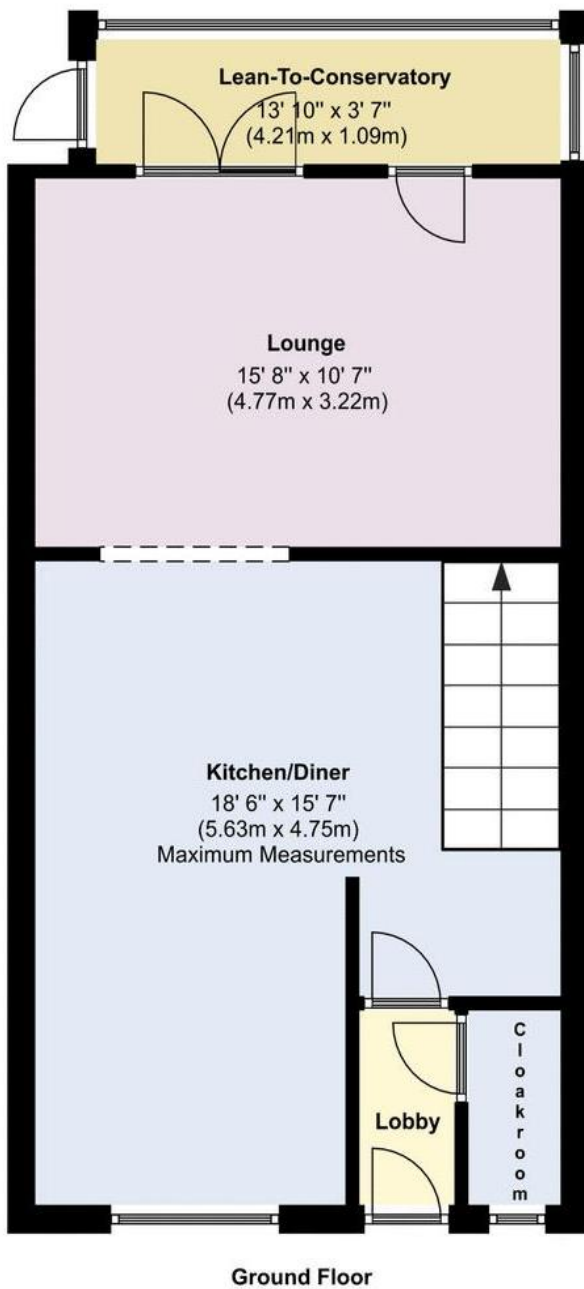 Lean-To-Conservatory
13' 10" x 3' 7"
(4.21m x 1.09m)
Lounge
15' 8" x 10' 7"
(4.77m x 3.22m)
Kitchen/Diner
18' 6" x 15' 7"
(5.63m x 4.75m)
Maximum Measurements
Lobby
Cloakroom
Ground Floor